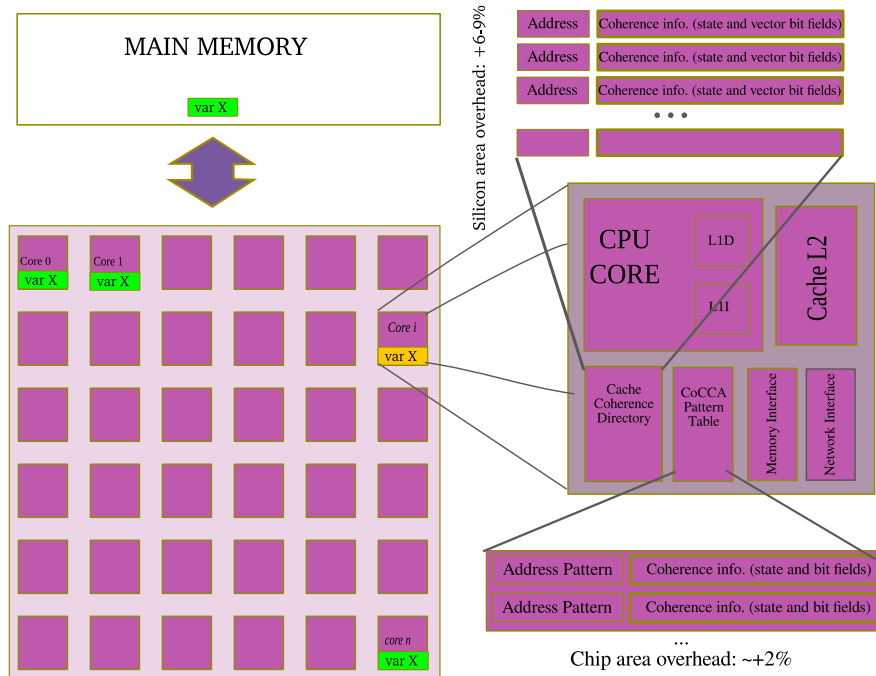 MAIN MEMORY
var X
Core 0
var X
Core 1
var X
Core i
var X
core n
var X
Silicon area overhead: +6-9%
Address
Coherence info. (state and vector bit fields)
Address
Coherence info. (state and vector bit fields)
Address
Coherence info. (state and vector bit fields)
• • •
CPU
CORE
L1D
L1I
Cache L2
Cache
Coherence
Directory
CoCCA
Pattern
Table
Memory Interface
Network Interface
Address Pattern
Coherence info. (state and bit fields)
Address Pattern
Coherence info. (state and bit fields)
...
Chip area overhead: ~+2%